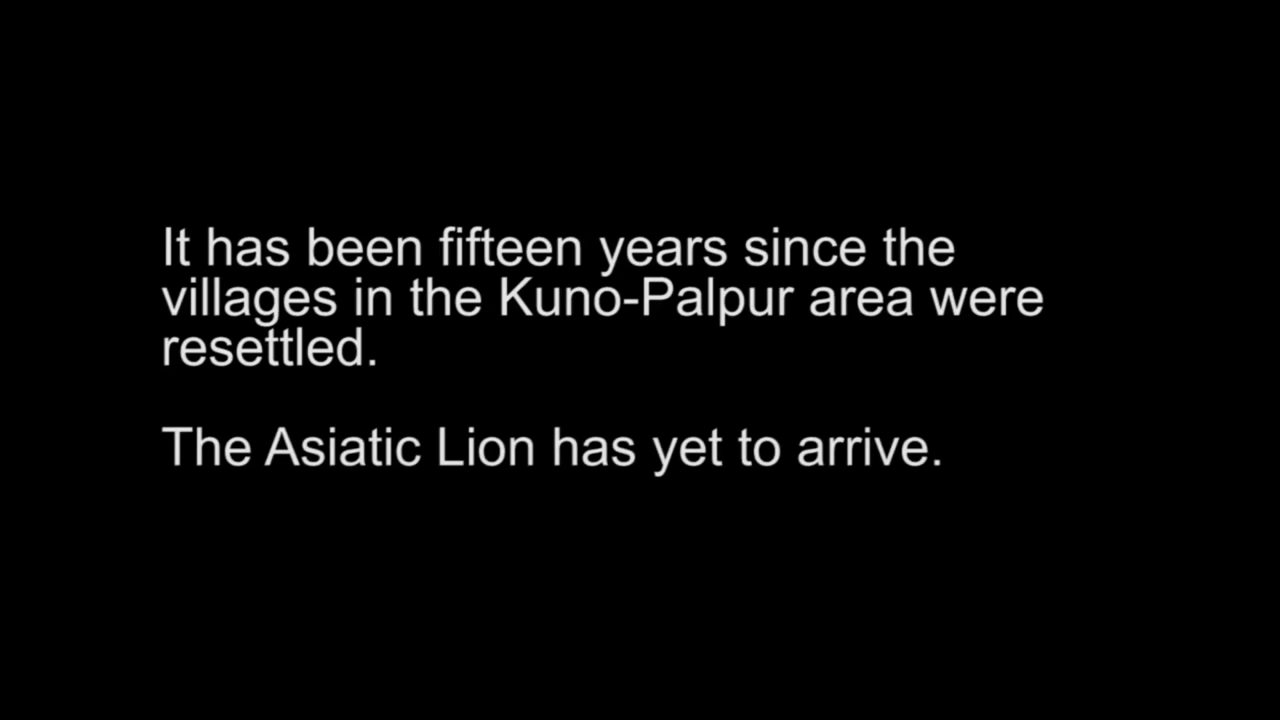 It has been fifteen years since the
villages in the Kuno-Palpur area were
resettled.
The Asiatic Lion has yet to arrive.